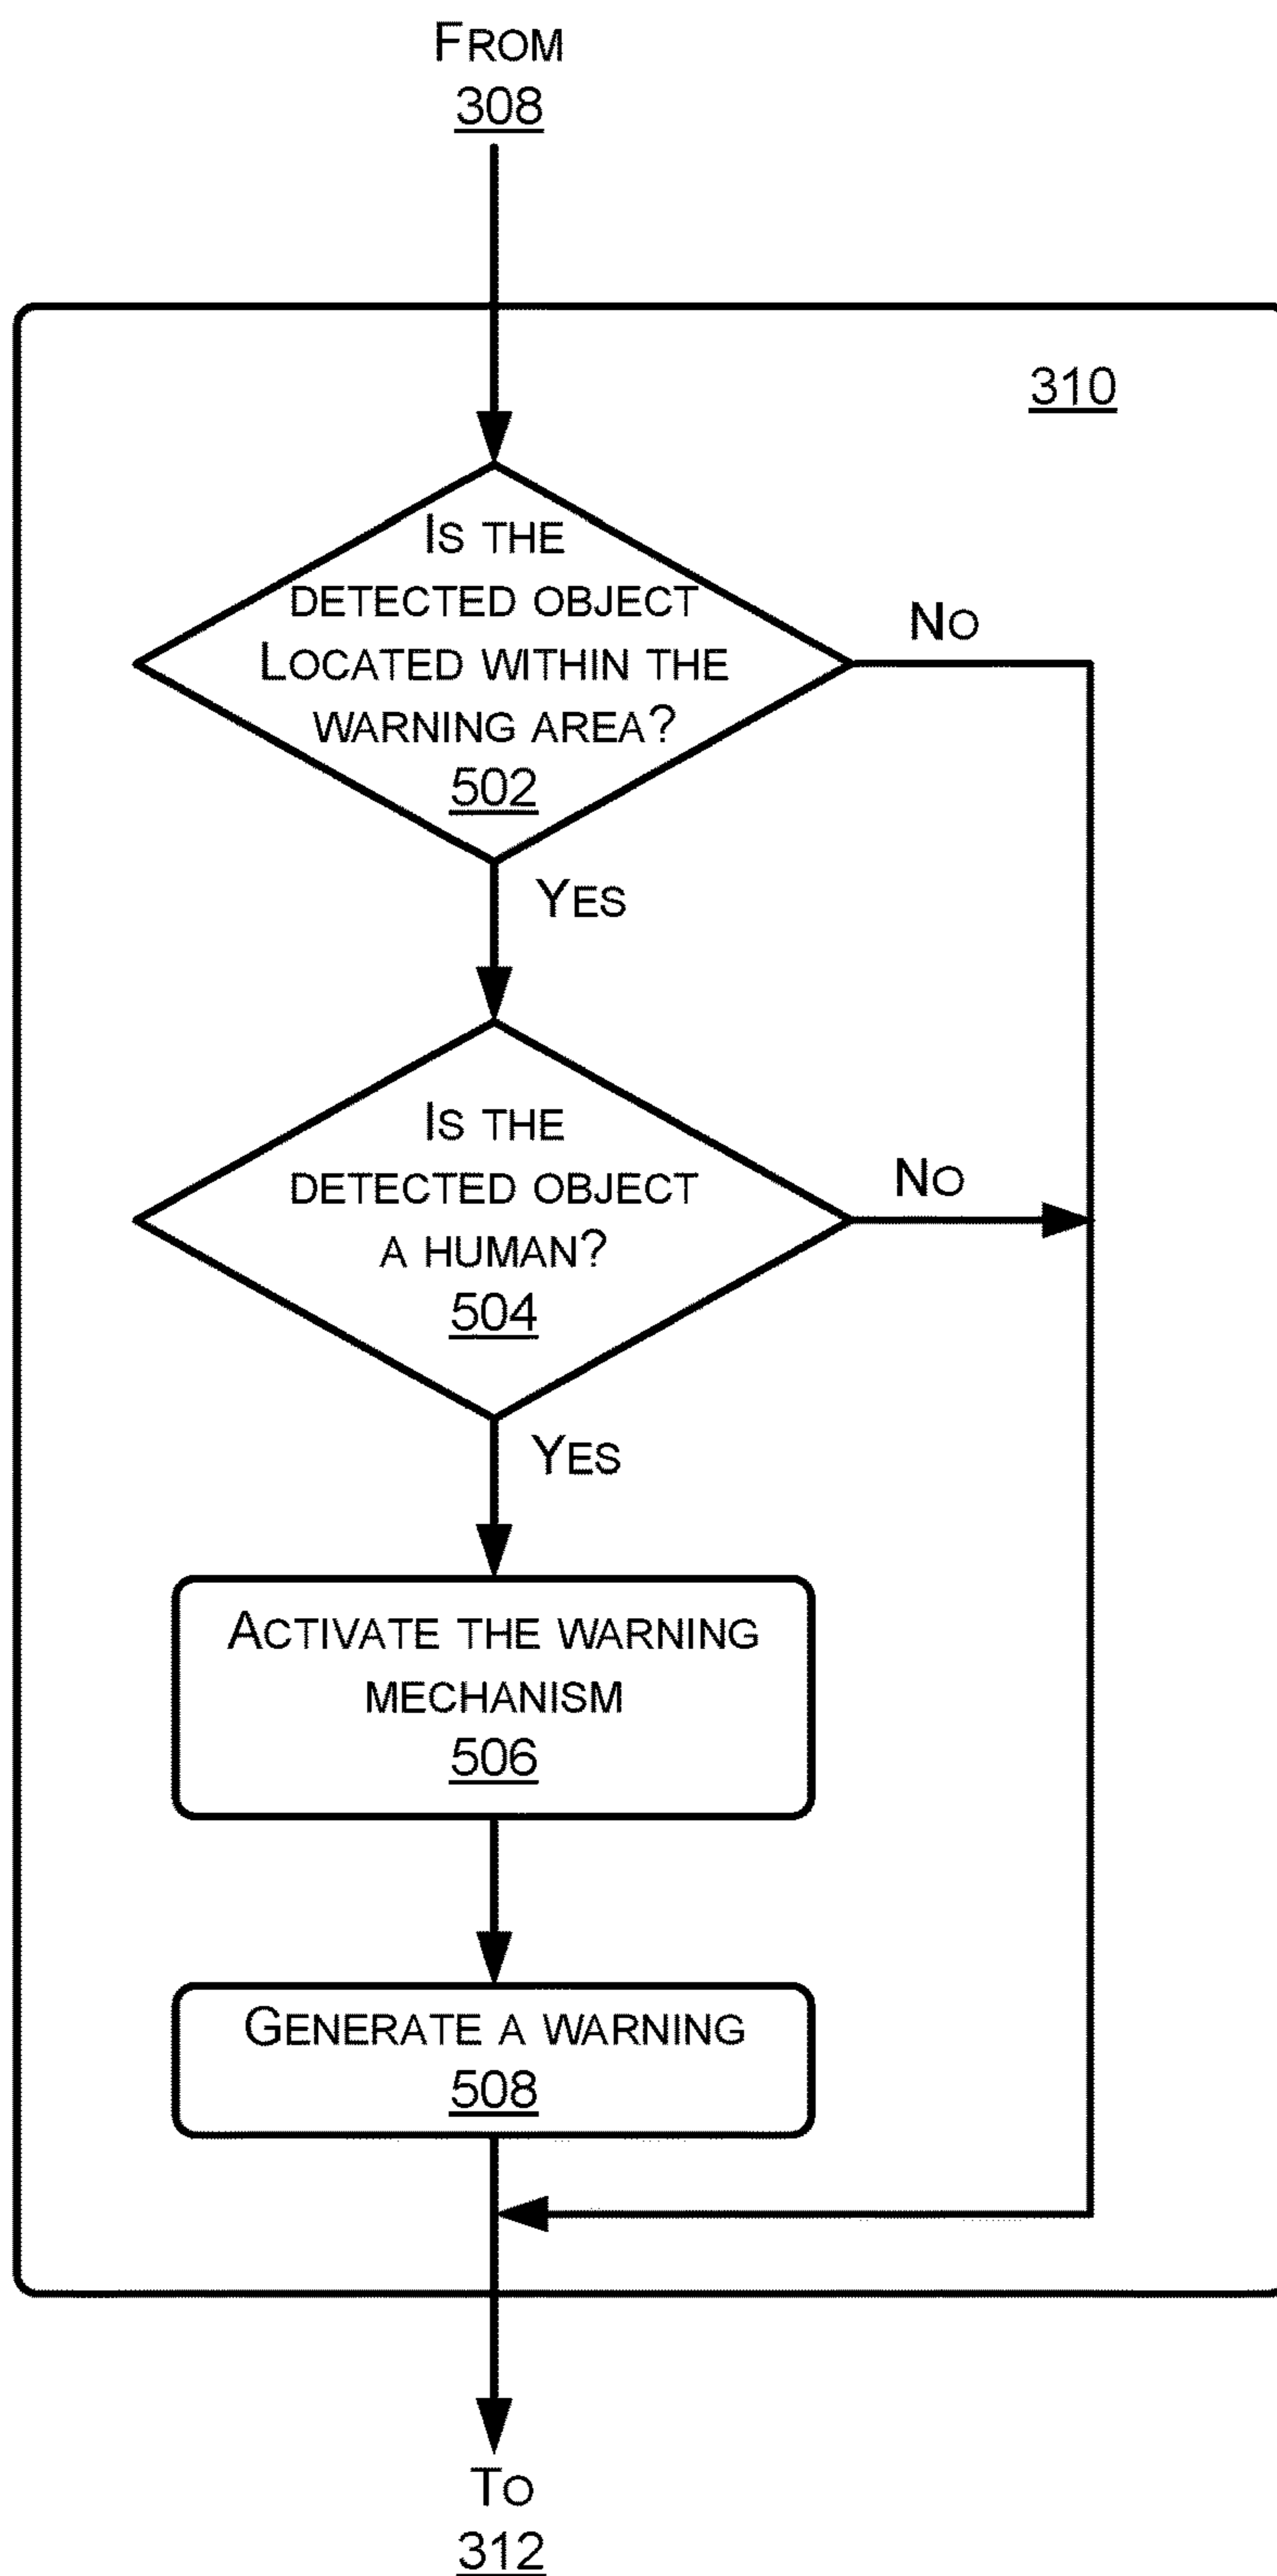 FROM
308
310
IS THE
DETECTED OBJECT
LOCATED WITHIN THE
WARNING AREA?
502
NO
YES
IS THE
DETECTED OBJECT
A HUMAN?
504
NO
YES
ACTIVATE THE WARNING
MECHANISM
506
GENERATE A WARNING
508
TO
312